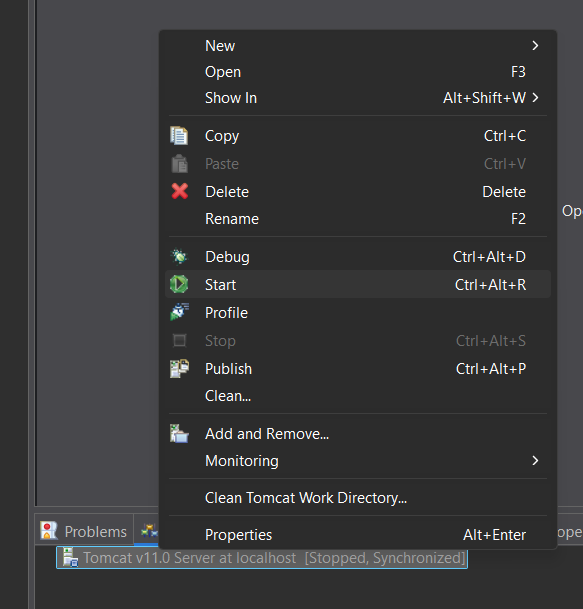 New
Open F3
Show In Alt+Shift+W
Copy Ctrl+C
Paste Ctrl+V
Delete Delete
Rename F2
Debug Ctrl+Alt+D
Start Ctrl+Alt+R
Profile
Stop Ctrl+Alt+S
Publish Ctrl+Alt+P
Clean...
Add and Remove...
Monitoring
Clean Tomcat Work Directory...
Properties Alt+Enter
Problems
Tomcat v11.0 Server at localhost [Stopped, Synchronized]